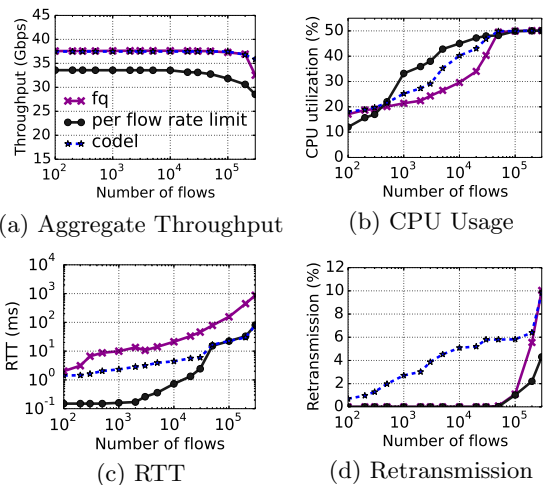 45
40
35
30
25
20
15
Throughput (Gbps)
fq
per flow rate limit
codel
10^2 10^3 10^4 10^5
Number of flows
(a) Aggregate Throughput
50
40
30
20
10
0
CPU utilization (%)
10^2 10^3 10^4 10^5
Number of flows
(b) CPU Usage
10^4
10^3
10^2
10^1
10^0
10^-1
RTT (ms)
10^2 10^3 10^4 10^5
Number of flows
(c) RTT
12
10
8
6
4
2
0
Retransmission (%)
10^2 10^3 10^4 10^5
Number of flows
(d) Retransmission